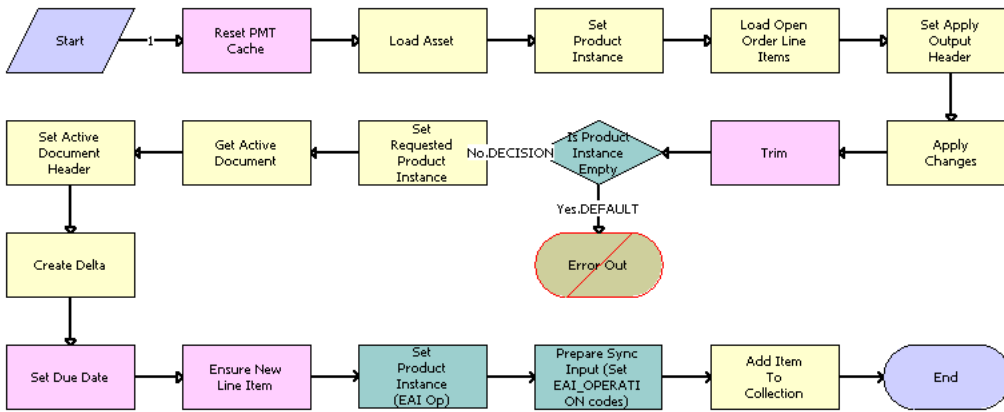 Start
1
Reset PMT
Cache
Load Asset
Set
Product
Instance
Load Open
Order Line
Items
Set Apply
Output
Header
Set Active
Document
Header
Get Active
Document
Set
Requested
Product
Instance
No.DECISION
Is Product
Instance
Empty
Trim
Apply
Changes
Yes.DEFAULT
Create Delta
Error Out
Set Due Date
Ensure New
Line Item
Set
Product
Instance
(EAI Op)
Prepare Sync
Input (Set
EAI_OPERATI
ON codes)
Add Item
To
Collection
End